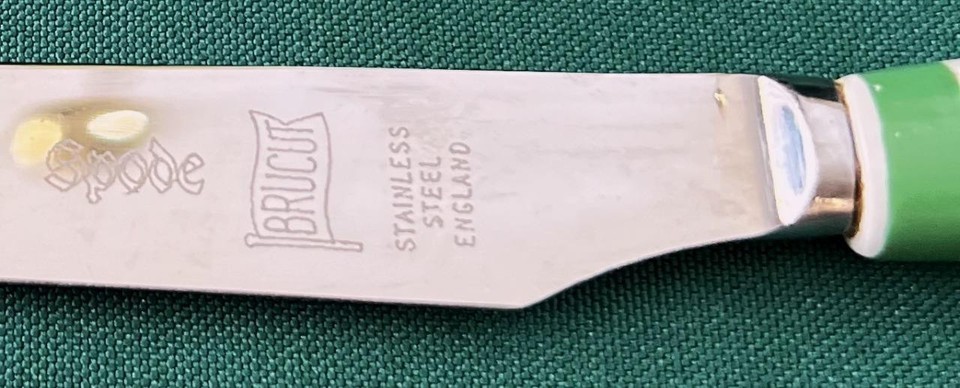 Spode
BRUCUT
STAINLESS
STEEL
ENGLAND